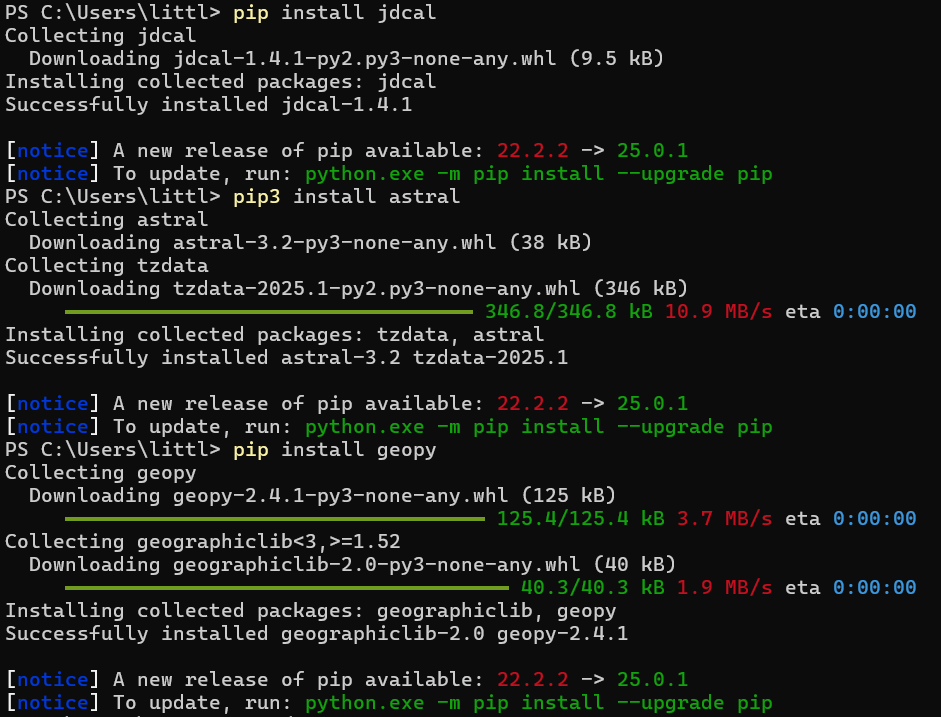 PS C:\Users\littl> pip install jdcal
Collecting jdcal
  Downloading jdcal-1.4.1-py2.py3-none-any.whl (9.5 kB)
Installing collected packages: jdcal
Successfully installed jdcal-1.4.1
[notice] A new release of pip available: 22.2.2 -> 25.0.1
[notice] To update, run: python.exe -m pip install --upgrade pip
PS C:\Users\littl> pip3 install astral
Collecting astral
  Downloading astral-3.2-py3-none-any.whl (38 kB)
Collecting tzdata
  Downloading tzdata-2025.1-py2.py3-none-any.whl (346 kB)
346.8/346.8 kB 10.9 MB/s eta 0:00:00
Installing collected packages: tzdata, astral
Successfully installed astral-3.2 tzdata-2025.1
[notice] A new release of pip available: 22.2.2 -> 25.0.1
[notice] To update, run: python.exe -m pip install --upgrade pip
PS C:\Users\littl> pip install geopy
Collecting geopy
  Downloading geopy-2.4.1-py3-none-any.whl (125 kB)
125.4/125.4 kB 3.7 MB/s eta 0:00:00
Collecting geographiclib<3,>=1.52
  Downloading geographiclib-2.0-py3-none-any.whl (40 kB)
40.3/40.3 kB 1.9 MB/s eta 0:00:00
Installing collected packages: geographiclib, geopy
Successfully installed geographiclib-2.0 geopy-2.4.1
[notice] A new release of pip available: 22.2.2 -> 25.0.1
[notice] To update, run: python.exe -m pip install --upgrade pip